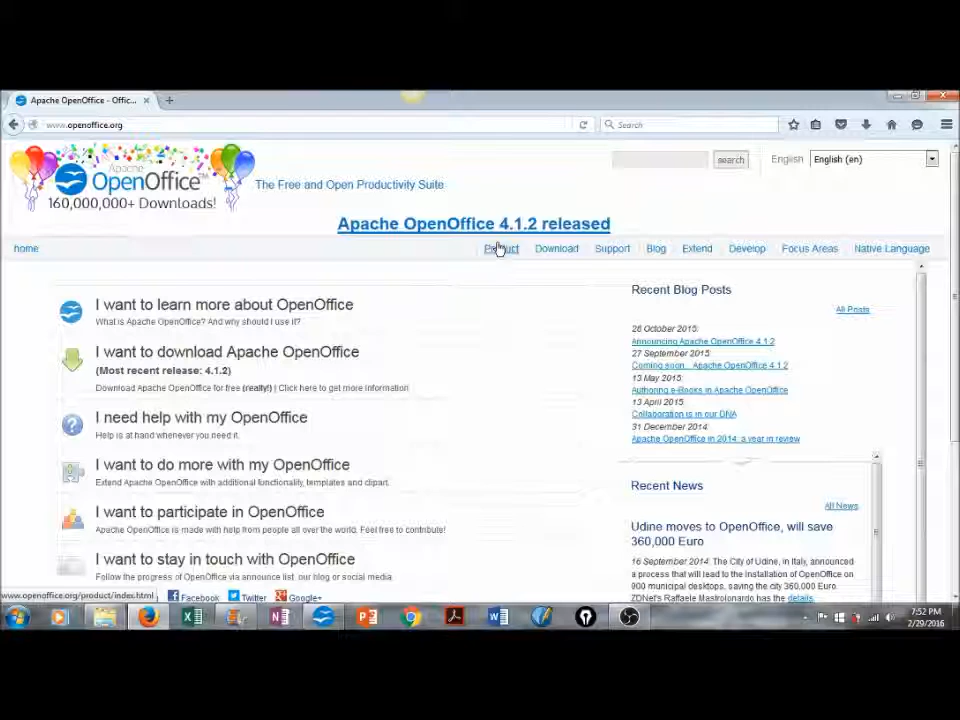 Apache OpenOffice - Offic...
www.openoffice.org
Search
Apache
OpenOffice™
160,000,000+ Downloads!
The Free and Open Productivity Suite
search
English
English (en)
Apache OpenOffice 4.1.2 released
home
Product
Download
Support
Blog
Extend
Develop
Focus Areas
Native Language
I want to learn more about OpenOffice
What is Apache OpenOffice? And why should I use it?
I want to download Apache OpenOffice
(Most recent release: 4.1.2)
Download Apache OpenOffice for free (really!) | Click here to get more information
I need help with my OpenOffice
Help is at hand whenever you need it.
I want to do more with my OpenOffice
Extend Apache OpenOffice with additional functionality, templates and clipart.
I want to participate in OpenOffice
Apache OpenOffice is made with help from people all over the world. Feel free to contribute!
I want to stay in touch with OpenOffice
Follow the progress of OpenOffice via announce list, our blog or social media
Facebook
Twitter
Google+
Recent Blog Posts
All Posts
26 October 2015:
Announcing Apache OpenOffice 4.1.2
27 September 2015:
Coming soon... Apache OpenOffice 4.1.2
13 May 2015:
Authoring e-Books in Apache OpenOffice
13 April 2015:
Collaboration is in our DNA
31 December 2014:
Apache OpenOffice in 2014: a year in review
Recent News
All News
Udine moves to OpenOffice, will save
360,000 Euro
16 September 2014: The City of Udine, in Italy, announced
a process that will lead to the installation of OpenOffice on
900 municipal desktops, saving the city 360,000 Euro.
ZDNet's Raffaele Mastrolonardo has the details.
www.openoffice.org/product/index.html
7:52 PM
2/29/2016